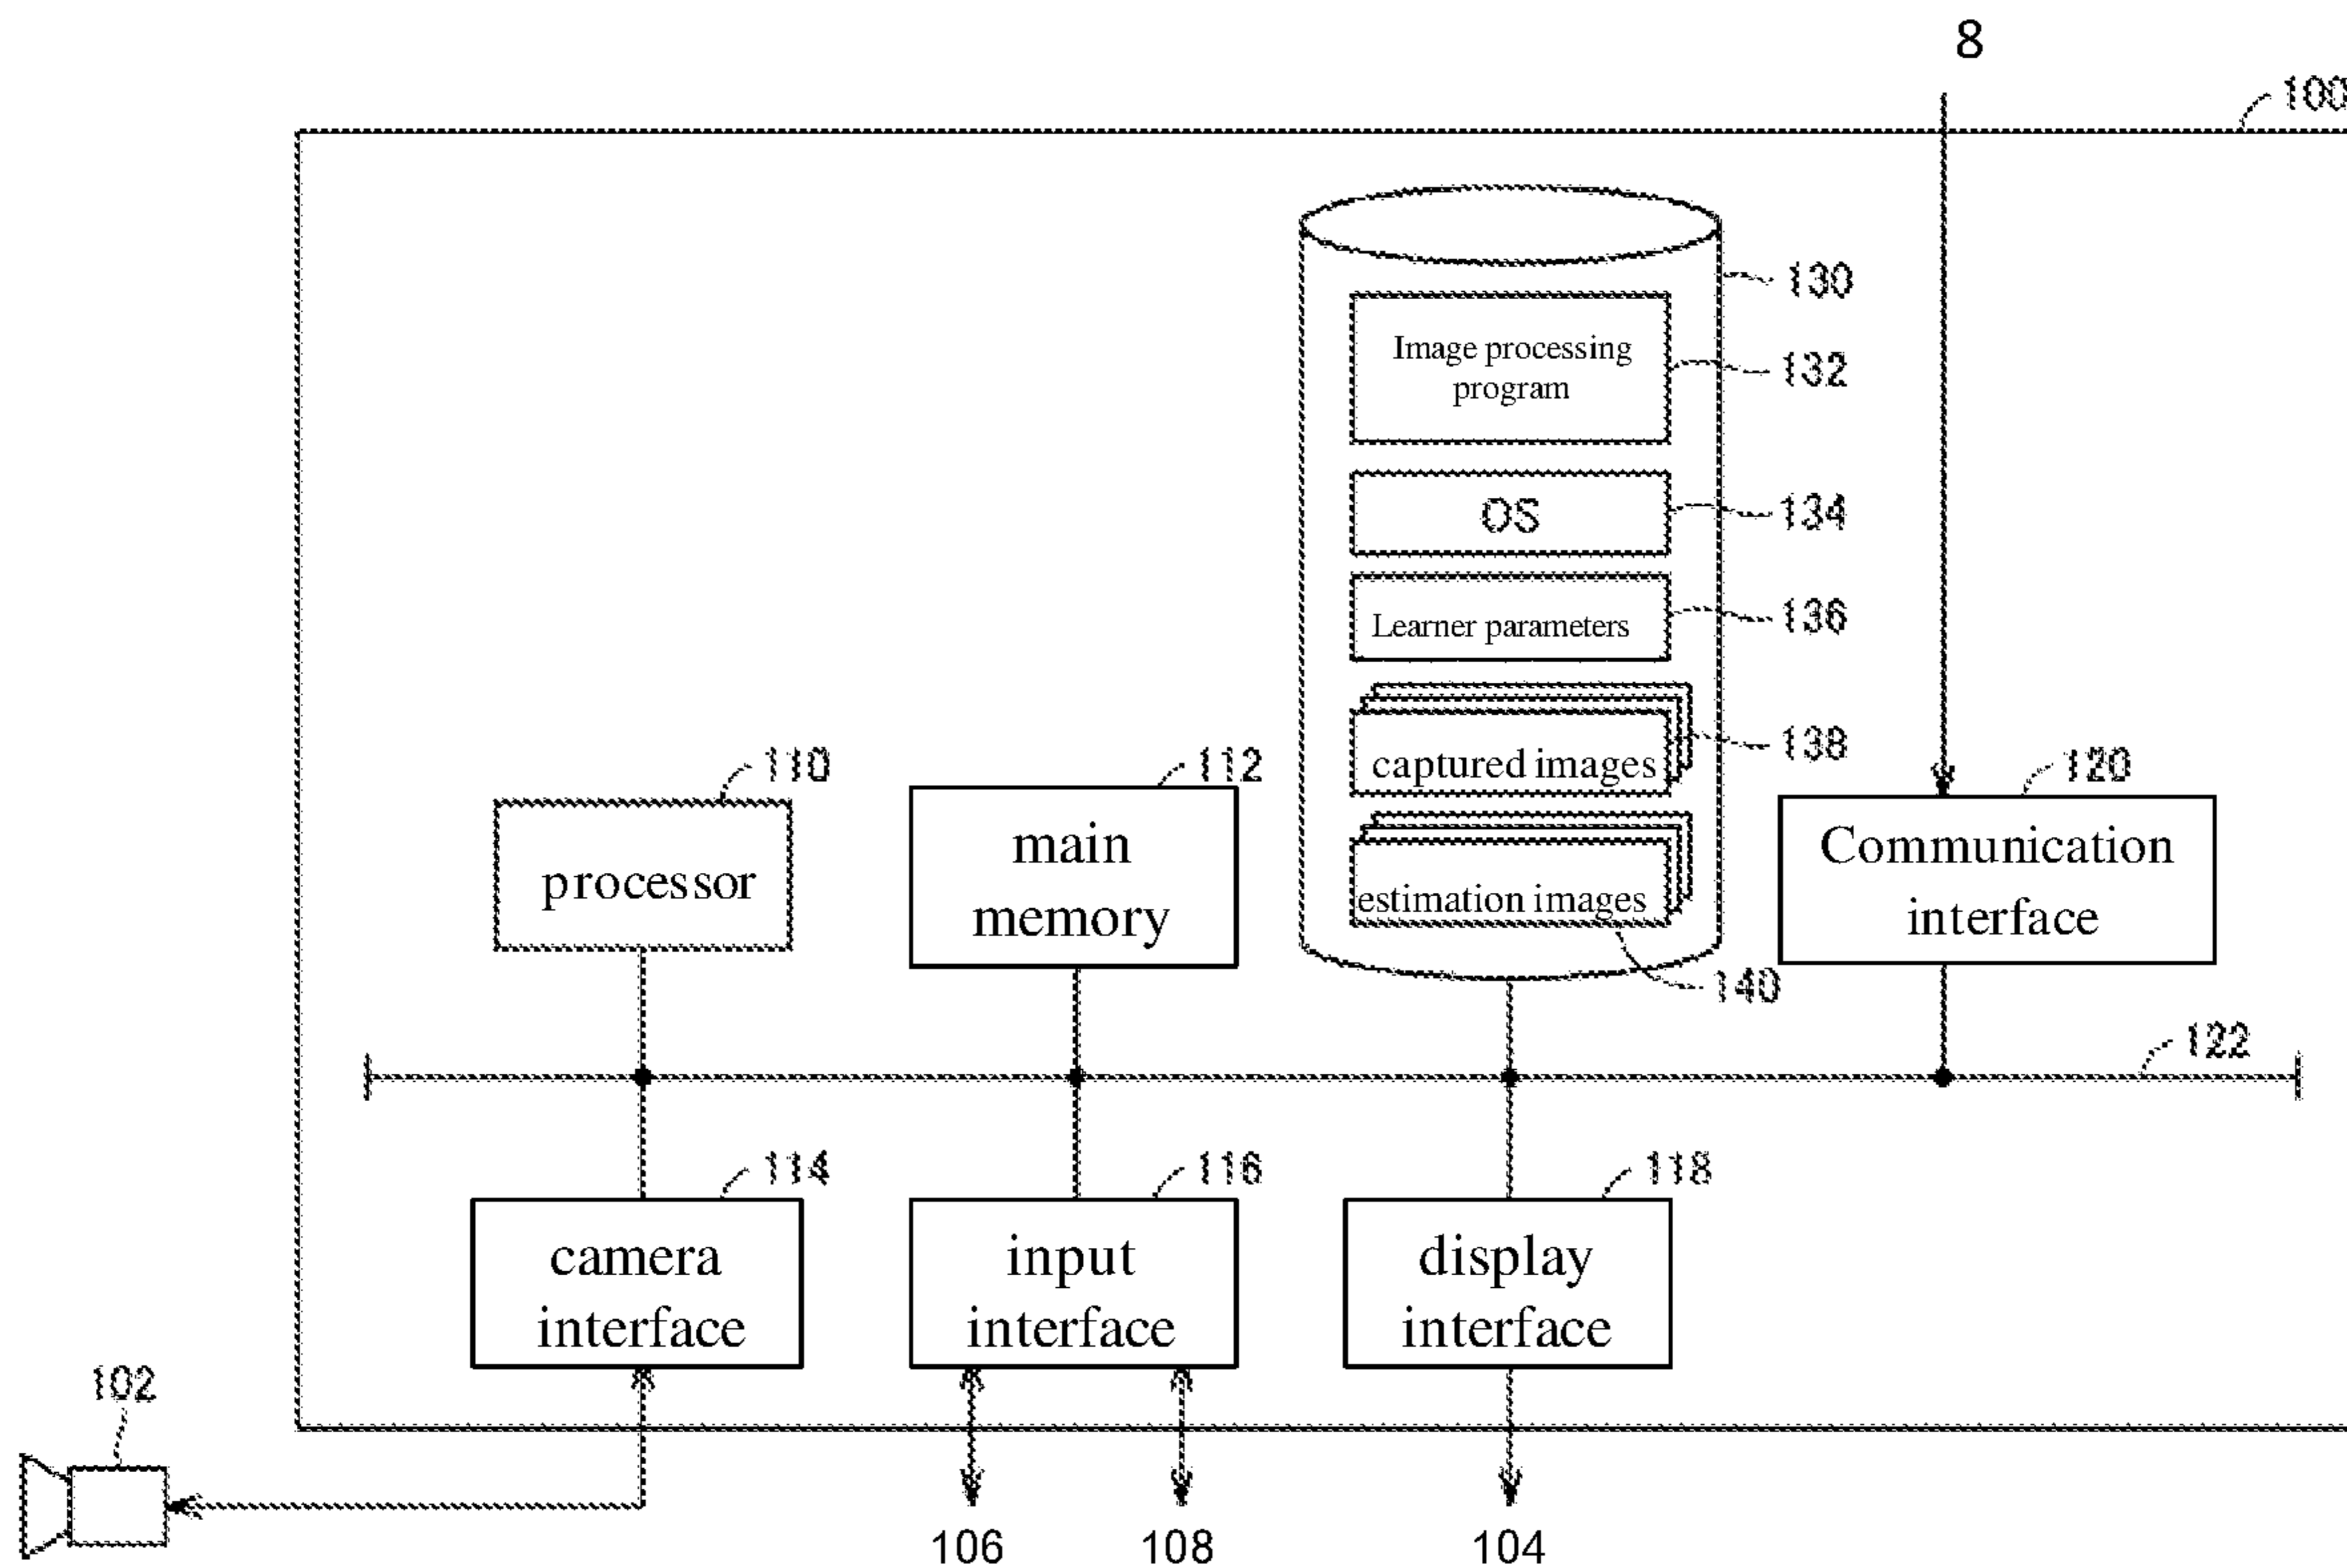 8
100
130
Image processing
program
132
OS
134
Learner parameters
136
captured images
138
estimation images
140
110
processor
112
main
memory
120
Communication
interface
122
114
camera
interface
116
input
interface
118
display
interface
102
106
108
104